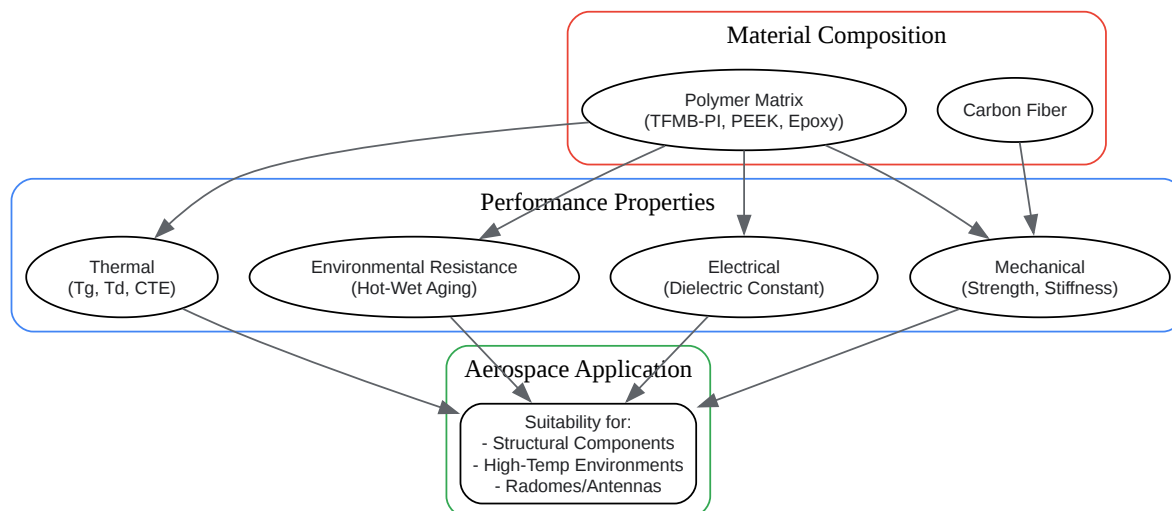 Material Composition
Polymer Matrix
(TFMB-PI, PEEK, Epoxy)
Carbon Fiber
Performance Properties
Thermal
(Tg, Td, CTE)
Environmental Resistance
(Hot-Wet Aging)
Electrical
(Dielectric Constant)
Mechanical
(Strength, Stiffness)
Aerospace Application
Suitability for:
- Structural Components
- High-Temp Environments
- Radomes/Antennas